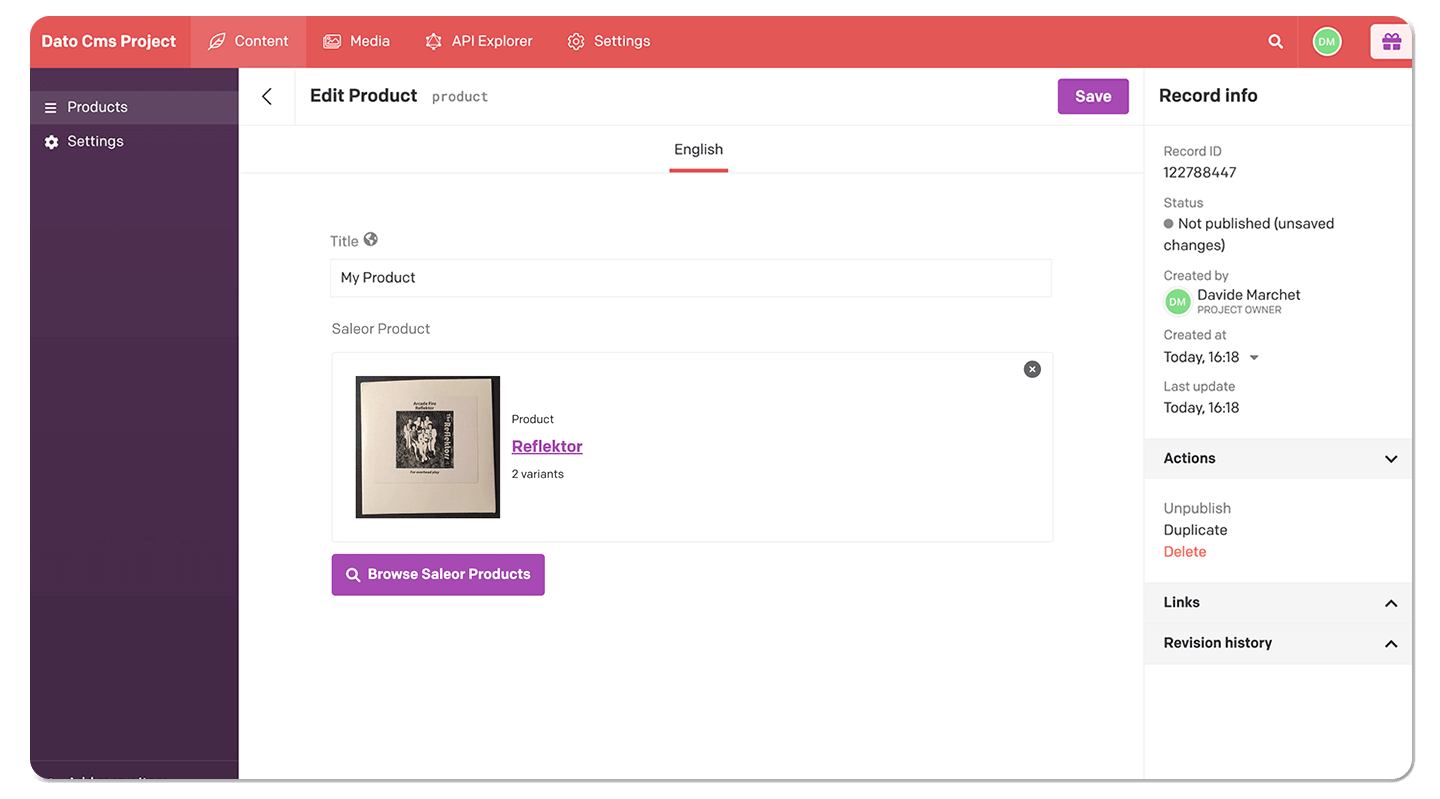 Dato Cms Project
Content
Media
API Explorer
Settings
DM
Products
Settings
Edit Product product
Save
English
Title
My Product
Saleor Product
Arcade Fire
Reflektor
The Reflektors
For overhead play
Product
Reflektor
2 variants
Browse Saleor Products
Record info
Record ID
122788447
Status
Not published (unsaved
changes)
Created by
DM
Davide Marchet
PROJECT OWNER
Created at
Today, 16:18
Last update
Today, 16:18
Actions
Unpublish
Duplicate
Delete
Links
Revision history